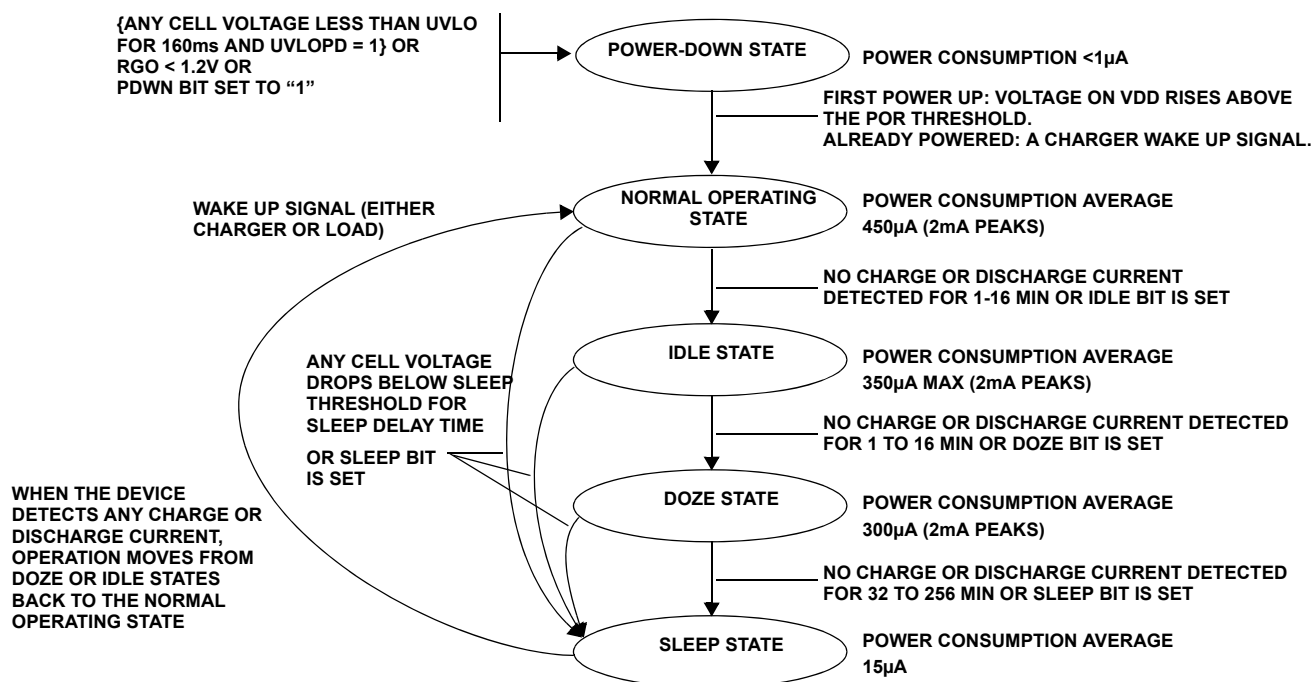 {ANY CELL VOLTAGE LESS THAN UVLO
FOR 160ms AND UVLOPD = 1} OR
RGO < 1.2V OR
PDWN BIT SET TO “1”
POWER-DOWN STATE
POWER CONSUMPTION <1µA
FIRST POWER UP: VOLTAGE ON VDD RISES ABOVE
THE POR THRESHOLD.
ALREADY POWERED: A CHARGER WAKE UP SIGNAL.
WAKE UP SIGNAL (EITHER
CHARGER OR LOAD)
NORMAL OPERATING
STATE
POWER CONSUMPTION AVERAGE
450µA (2mA PEAKS)
NO CHARGE OR DISCHARGE CURRENT
DETECTED FOR 1-16 MIN OR IDLE BIT IS SET
IDLE STATE
POWER CONSUMPTION AVERAGE
350µA MAX (2mA PEAKS)
ANY CELL VOLTAGE
DROPS BELOW SLEEP
THRESHOLD FOR
SLEEP DELAY TIME
OR SLEEP BIT
IS SET
NO CHARGE OR DISCHARGE CURRENT DETECTED
FOR 1 TO 16 MIN OR DOZE BIT IS SET
DOZE STATE
POWER CONSUMPTION AVERAGE
300µA (2mA PEAKS)
WHEN THE DEVICE
DETECTS ANY CHARGE OR
DISCHARGE CURRENT,
OPERATION MOVES FROM
DOZE OR IDLE STATES
BACK TO THE NORMAL
OPERATING STATE
NO CHARGE OR DISCHARGE CURRENT DETECTED
FOR 32 TO 256 MIN OR SLEEP BIT IS SET
SLEEP STATE
POWER CONSUMPTION AVERAGE
15µA